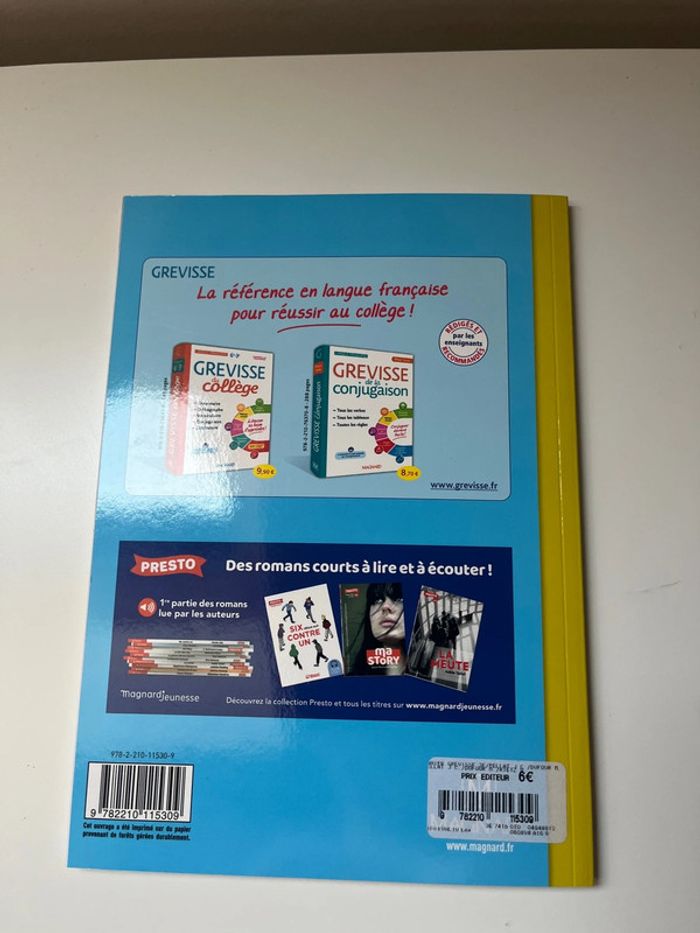 GREVISSE
La référence en langue française
pour réussir au collège !
RÉDIGÉS ET
par les
enseignants
RECOMMANDÉS
6e-3e
GREVISSE
du
collège
9,90 €
GREVISSE
de la
conjugaison
Tous les verbes
Tous les tableaux
Toutes les règles
MAGNARD
8,70 €
GREVISSE conjugaison
www.grevisse.fr
PRESTO
Des romans courts à lire et à écouter !
1re partie des romans
lue par les auteurs
SIX
CONTRE
UN
ma
STORY
LA
MEUTE
magnardjeunesse
Découvrez la collection Presto et tous les titres sur www.magnardjeunesse.fr
978-2-210-11530-9
9 782210 115309
Cet ouvrage a été imprimé sur du papier
provenant de forêts gérées durablement.
PRIX EDITEUR 6€
9 782210 115309
www.magnard.fr